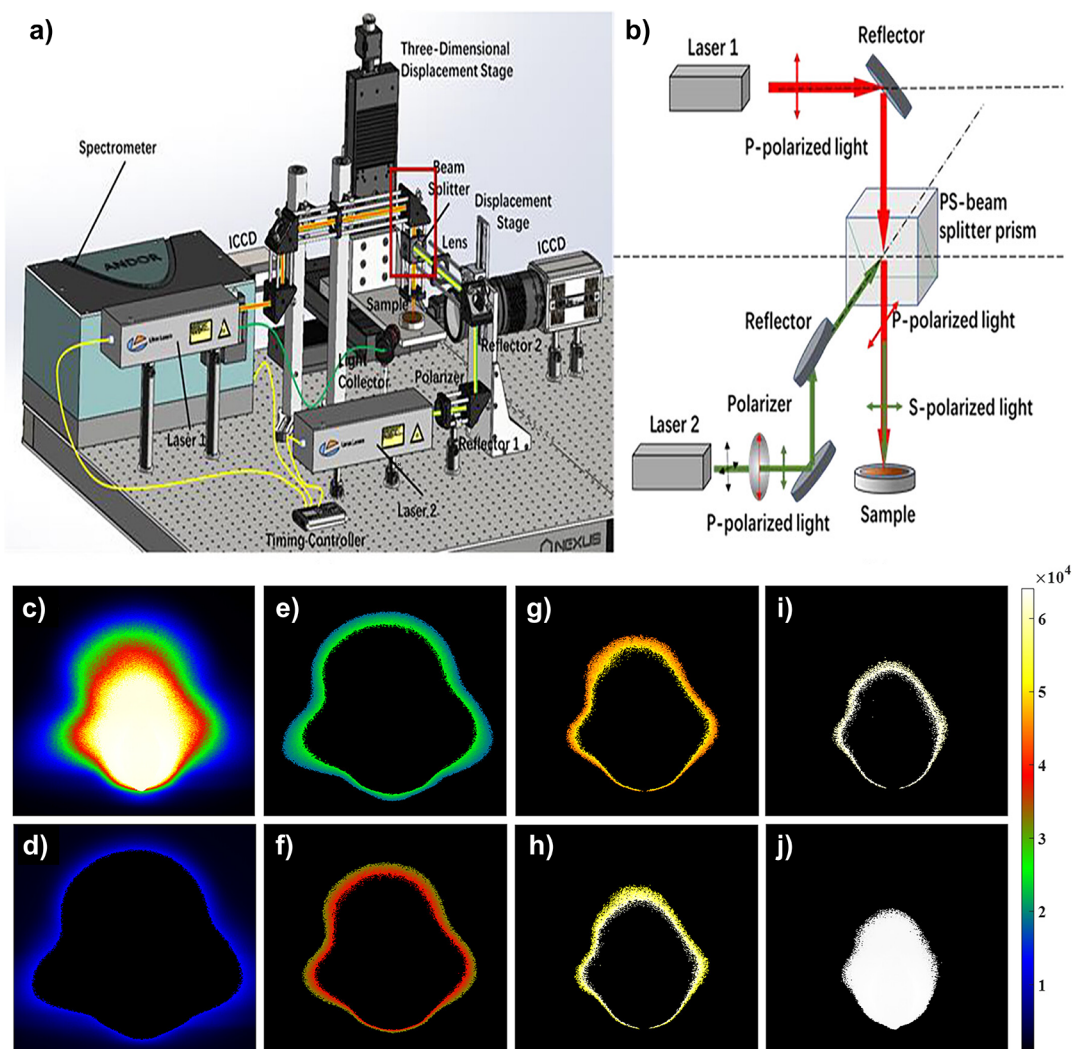 a)
Three-Dimensional
Displacement Stage
Spectrometer
Beam
Splitter
Displacement
Stage
ICCD
Lens
ICCD
ANDOR
Sample
Reflector 2
Light
Collector
Polarizer
Laser 1
Reflector 1
Laser 2
Timing Controller
NEXUS
b)
Reflector
Laser 1
P-polarized light
PS-beam
splitter prism
Reflector
P-polarized light
Polarizer
S-polarized light
Laser 2
P-polarized light
Sample
c)
e)
g)
i)
×10⁴
6
5
4
d)
f)
h)
j)
3
2
1